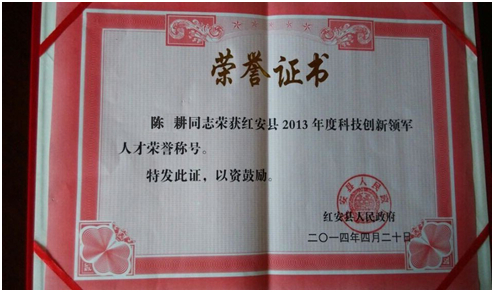 荣誉证书
陈 耕同志荣获红安县2013年度科技创新领军
人才荣誉称号。
特发此证，以资鼓励。
红安县人民政府
二〇一四年四月二十日